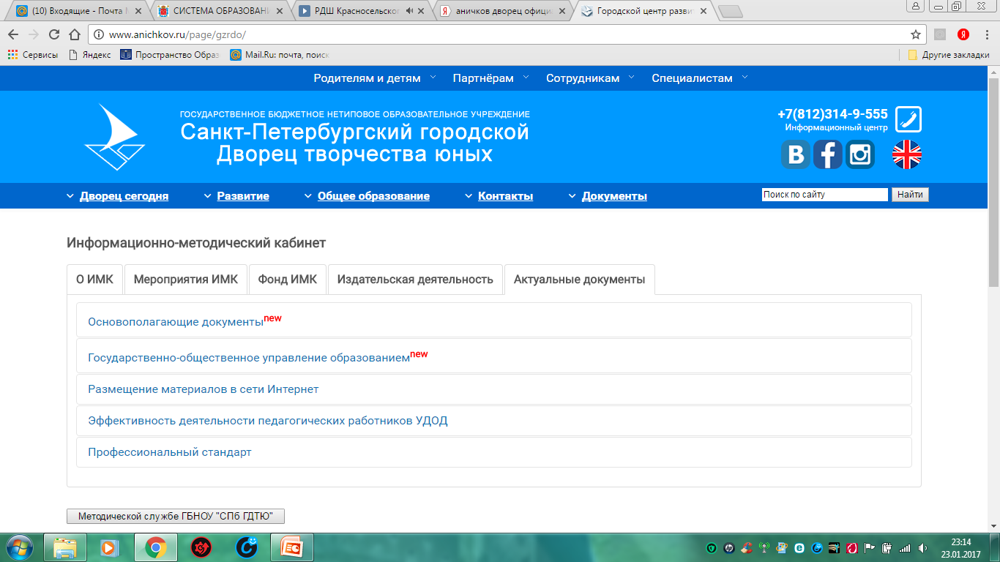 (10) Входящие - Почта
СИСТЕМА ОБРАЗОВАНИ
РДШ Красносельског
аничков дворец офици
Городской центр разви
www.anichkov.ru/page/gzrdo/
Сервисы
Яндекс
Пространство Образ
Mail.Ru: почта, поиск
Другие закладки
Родителям и детям
Партнёрам
Сотрудникам
Специалистам
ГОСУДАРСТВЕННОЕ БЮДЖЕТНОЕ НЕТИПОВОЕ ОБРАЗОВАТЕЛЬНОЕ УЧРЕЖДЕНИЕ
Санкт-Петербургский городской
Дворец творчества юных
+7(812)314-9-555
Информационный центр
Дворец сегодня
Развитие
Общее образование
Контакты
Документы
Поиск по сайту
Найти
Информационно-методический кабинет
О ИМК
Мероприятия ИМК
Фонд ИМК
Издательская деятельность
Актуальные документы
Основополагающие документы new
Государственно-общественное управление образованием new
Размещение материалов в сети Интернет
Эффективность деятельности педагогических работников УДОД
Профессиональный стандарт
Методической службе ГБНОУ "СПб ГДТЮ"
23:14
23.01.2017